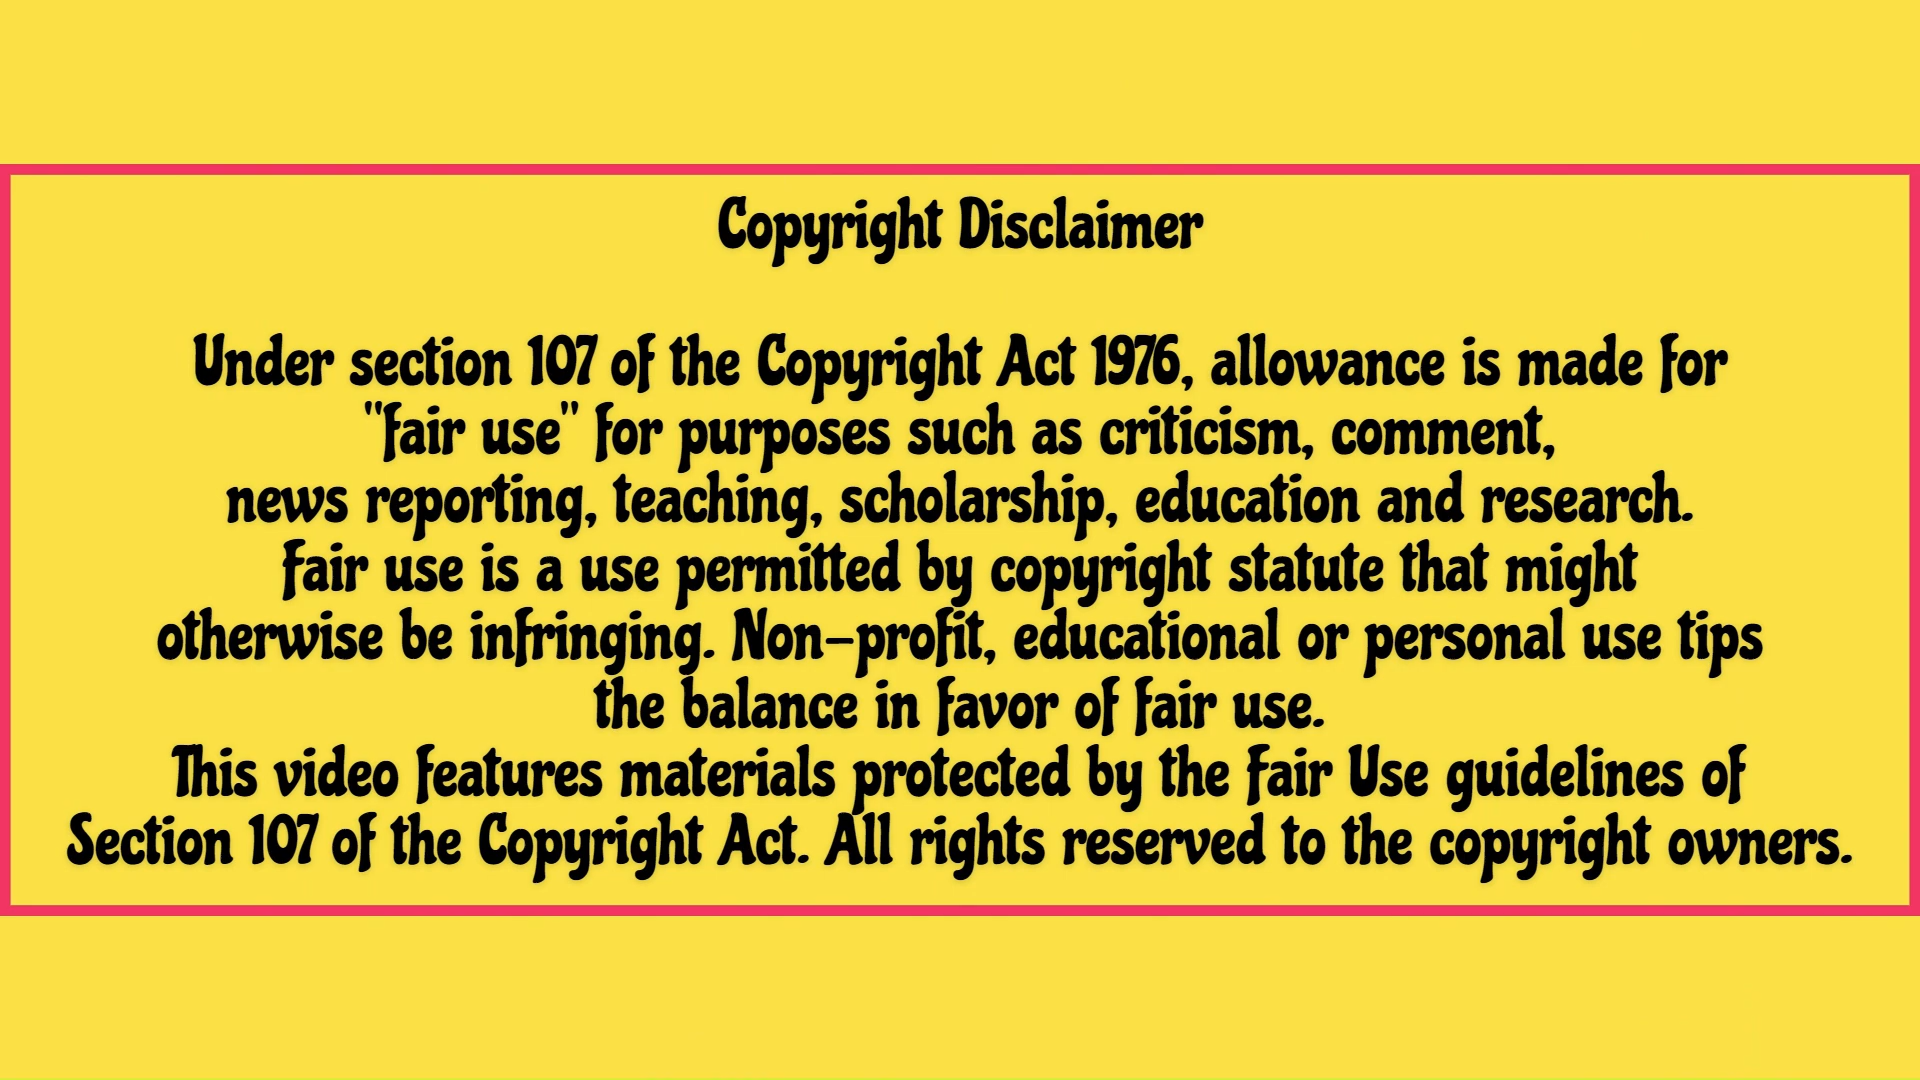 Copyright Disclaimer
Under section 107 of the Copyright Act 1976, allowance is made for
"fair use" for purposes such as criticism, comment,
news reporting, teaching, scholarship, education and research.
Fair use is a use permitted by copyright statute that might
otherwise be infringing. Non-profit, educational or personal use tips
the balance in favor of fair use.
This video features materials protected by the Fair Use guidelines of
Section 107 of the Copyright Act. All rights reserved to the copyright owners.